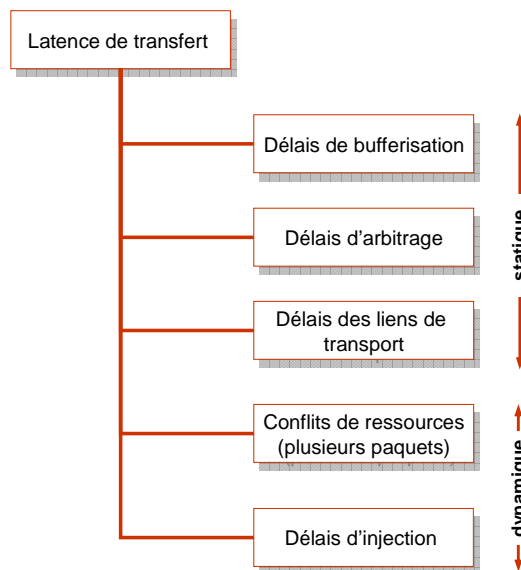 Latence de transfert
Délais de bufferisation
Délais d'arbitrage
Délais des liens de
transport
Conflits de ressources
(plusieurs paquets)
Délais d'injection
statique
dynamique